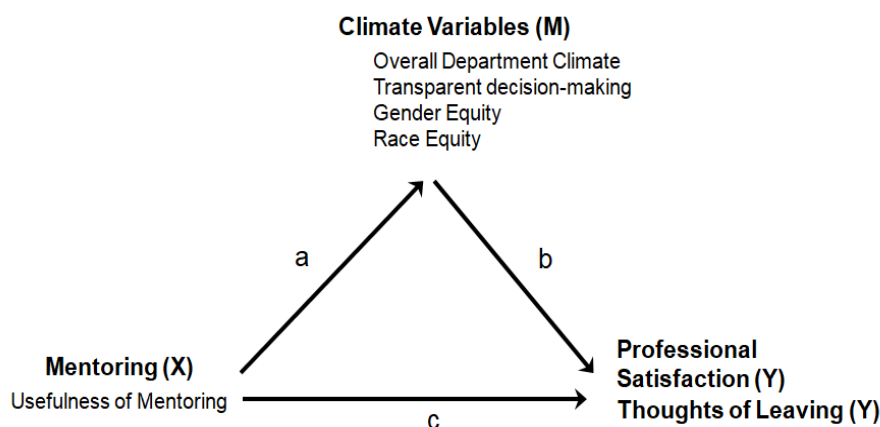 Climate Variables (M)
Overall Department Climate
Transparent decision-making
Gender Equity
Race Equity
a
b
Mentoring (X)
Usefulness of Mentoring
c
Professional
Satisfaction (Y)
Thoughts of Leaving (Y)